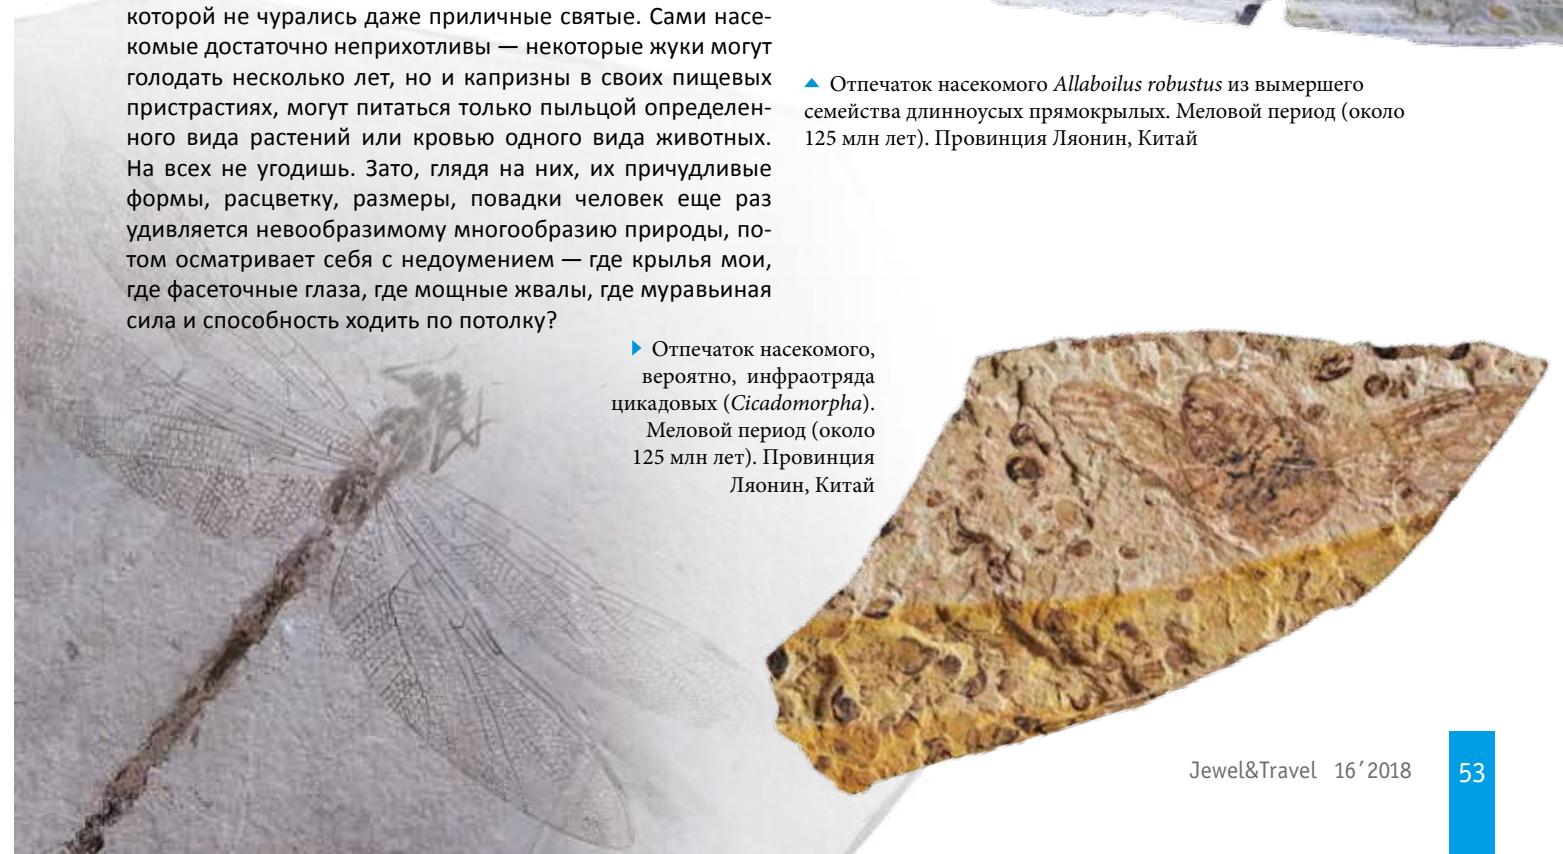 которой не чурались даже приличные святые. Сами насе-
комые достаточно неприхотливы — некоторые жуки могут
голодать несколько лет, но и капризны в своих пищевых
пристрастиях, могут питаться только пыльцой определен-
ного вида растений или кровью одного вида животных.
На всех не угодишь. Зато, глядя на них, их причудливые
формы, расцветку, размеры, повадки человек еще раз
удивляется невообразимому многообразию природы, по-
том осматривает себя с недоумением — где крылья мои,
где фасеточные глаза, где мощные жвалы, где муравьиная
сила и способность ходить по потолку?
Отпечаток насекомого Allaboilus robustus из вымершего
семейства длинноусых прямокрылых. Меловой период (около
125 млн лет). Провинция Ляонин, Китай
Отпечаток насекомого,
вероятно, инфраотряда
цикадовых (Cicadomorpha).
Меловой период (около
125 млн лет). Провинция
Ляонин, Китай
Jewel&Travel 16′2018
53